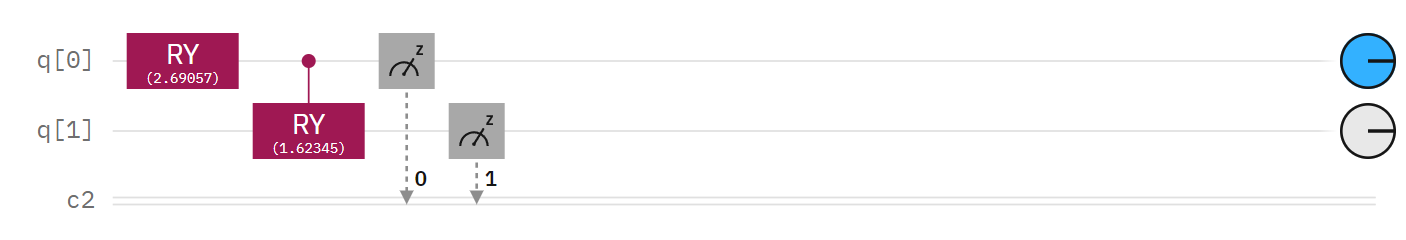 q[0] RY z
(2.69057)
q[1] RY z
(1.62345)
c2 0 1